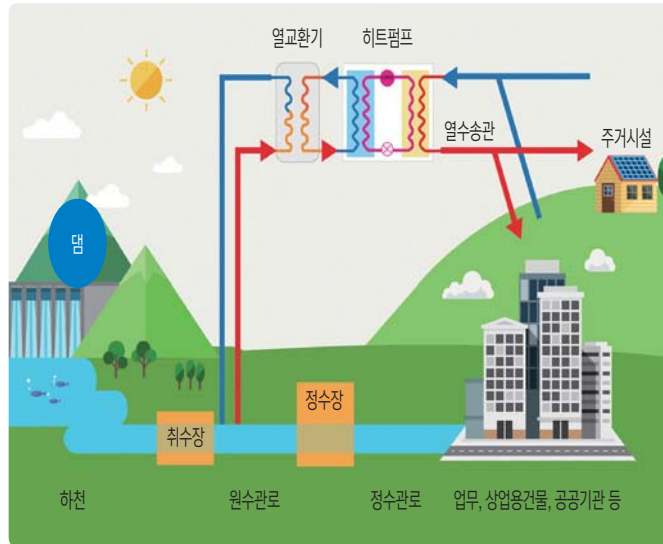 열교환기
히트펌프
열수송관
주거시설
댐
정수장
취수장
하천
원수관로
정수관로
업무, 상업용건물, 공공기관 등